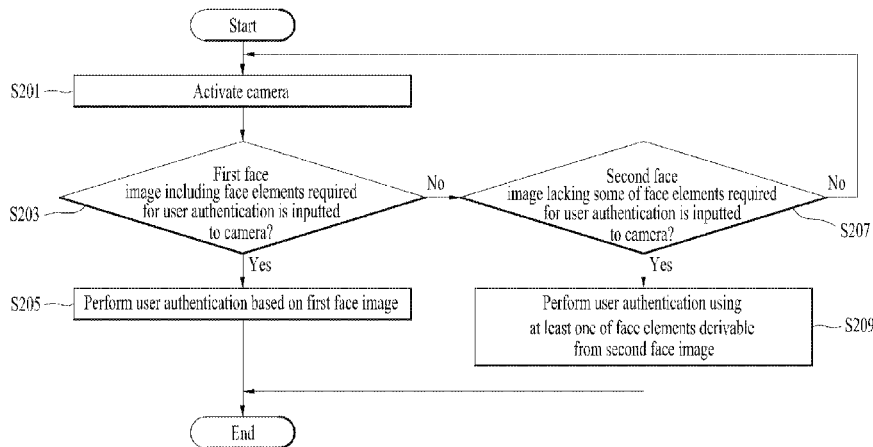 Start
S201
Activate camera
First face
image including face elements required
for user authentication is inputted
to camera?
S203
No
Yes
Second face
image lacking some of face elements required
for user authentication is inputted
to camera?
No
S207
Yes
S205
Perform user authentication based on first face image
Perform user authentication using
at least one of face elements derivable
from second face image
S209
End